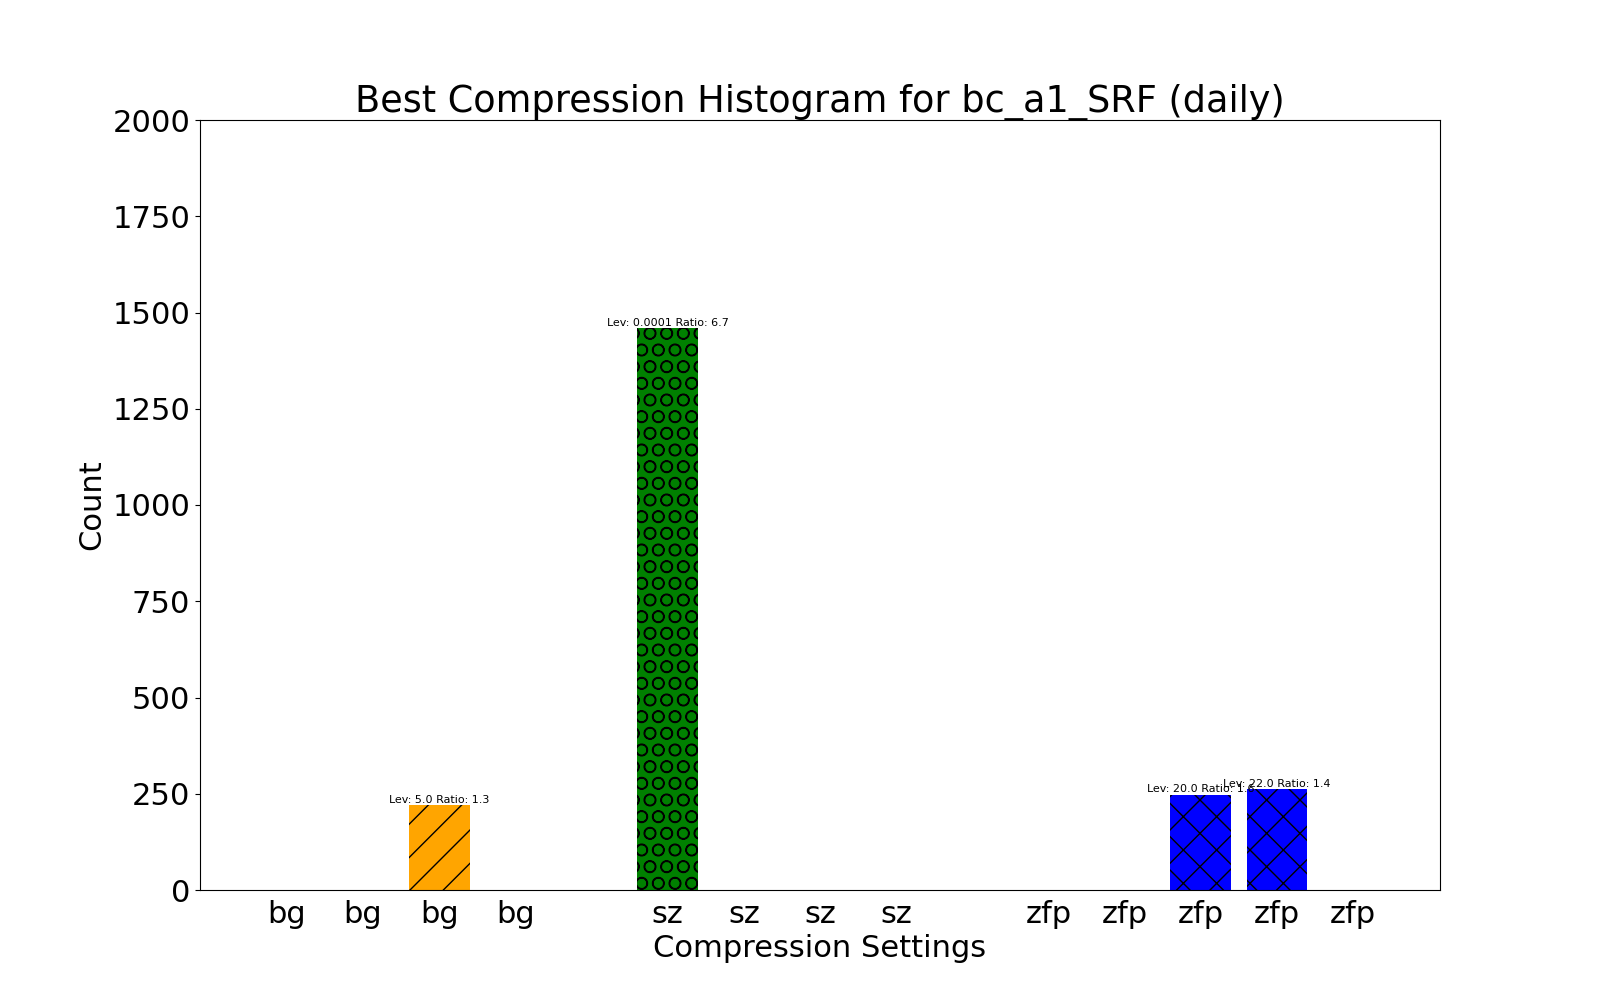 Best Compression Histogram for bc_a1_SRF (daily)
2000
1750
1500
1250
1000
750
500
250
0
Count
Lev: 5.0 Ratio: 1.3
Lev: 0.0001 Ratio: 6.7
Lev: 20.0 Ratio:
Lev: 22.0 Ratio: 1.4
bg bg bg bg sz sz sz sz zfp zfp zfp zfp zfp
Compression Settings